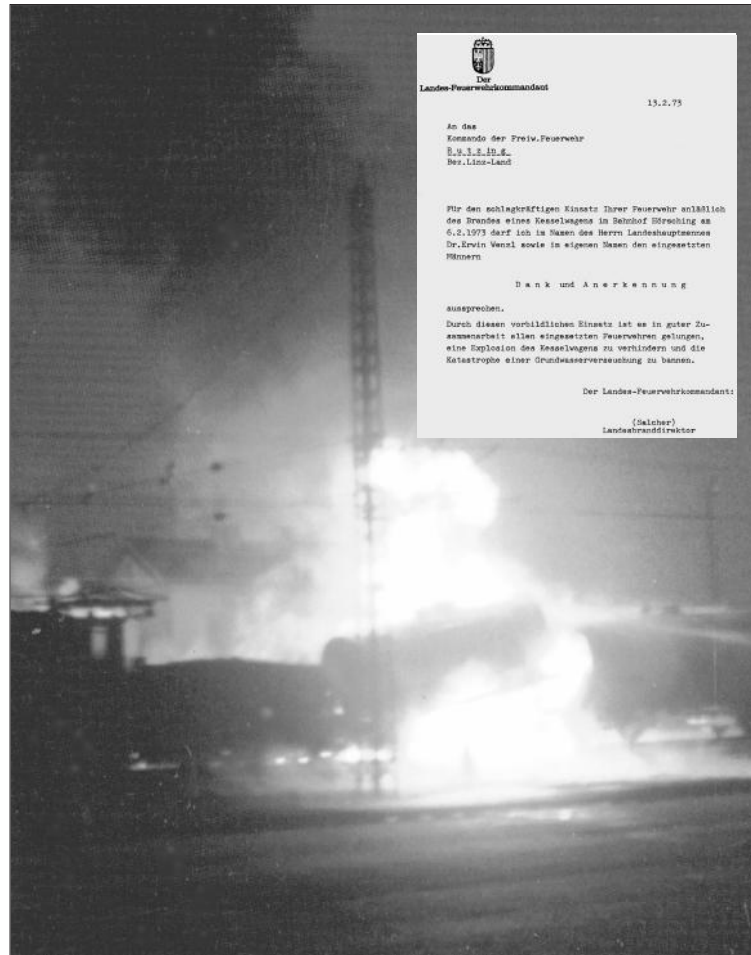 Der
Landes-Feuerwehrkommandant
13.2.73
An das
Kommando der Freiw.Feuerwehr
R u t z i n g
Bez.Linz-Land
Für den schlagkräftigen Einsatz Ihrer Feuerwehr anläßlich
des Brandes eines Kesselwagens im Bahnhof Hörsching am
6.2.1973 darf ich im Namen des Herrn Landeshauptmannes
Dr.Erwin Wenzl sowie im eigenen Namen den eingesetzten
Männern
D a n k und A n e r k e n n u n g
aussprechen.
Durch diesen vorbildlichen Einsatz ist es in guter Zu-
sammenarbeit allen eingesetzten Feuerwehren gelungen,
eine Explosion des Kesselwagens zu verhindern und die
Katastrophe einer Grundwasserverseuchung zu bannen.
Der Landes-Feuerwehrkommandant:
(Salcher)
Landesbranddirektor